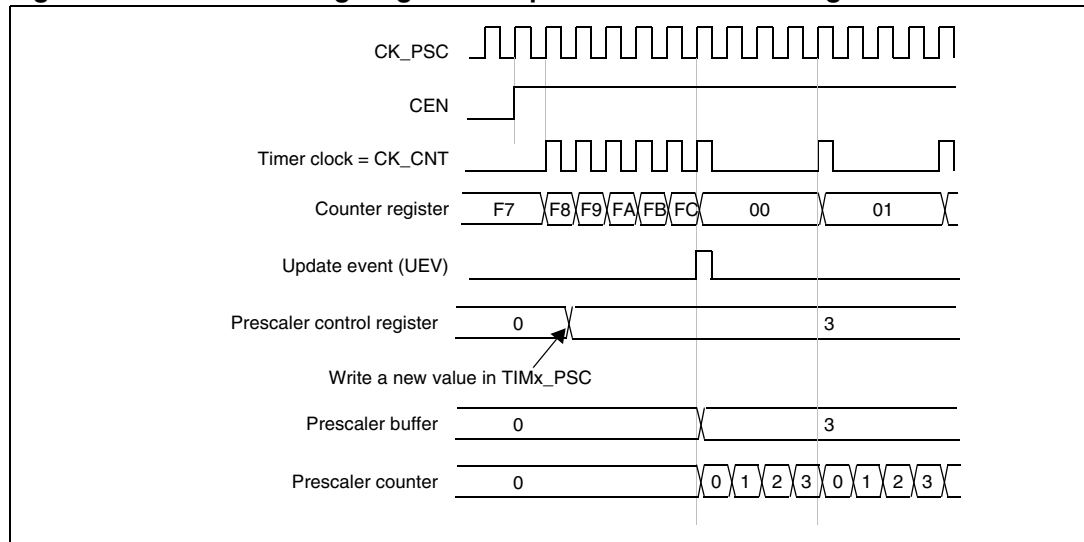 CK_PSC
CEN
Timer clock = CK_CNT
Counter register F7 F8 F9 FA FB FC 00 01
Update event (UEV)
Prescaler control register 0 3
Write a new value in TIMx_PSC
Prescaler buffer 0 3
Prescaler counter 0 0 1 2 3 0 1 2 3